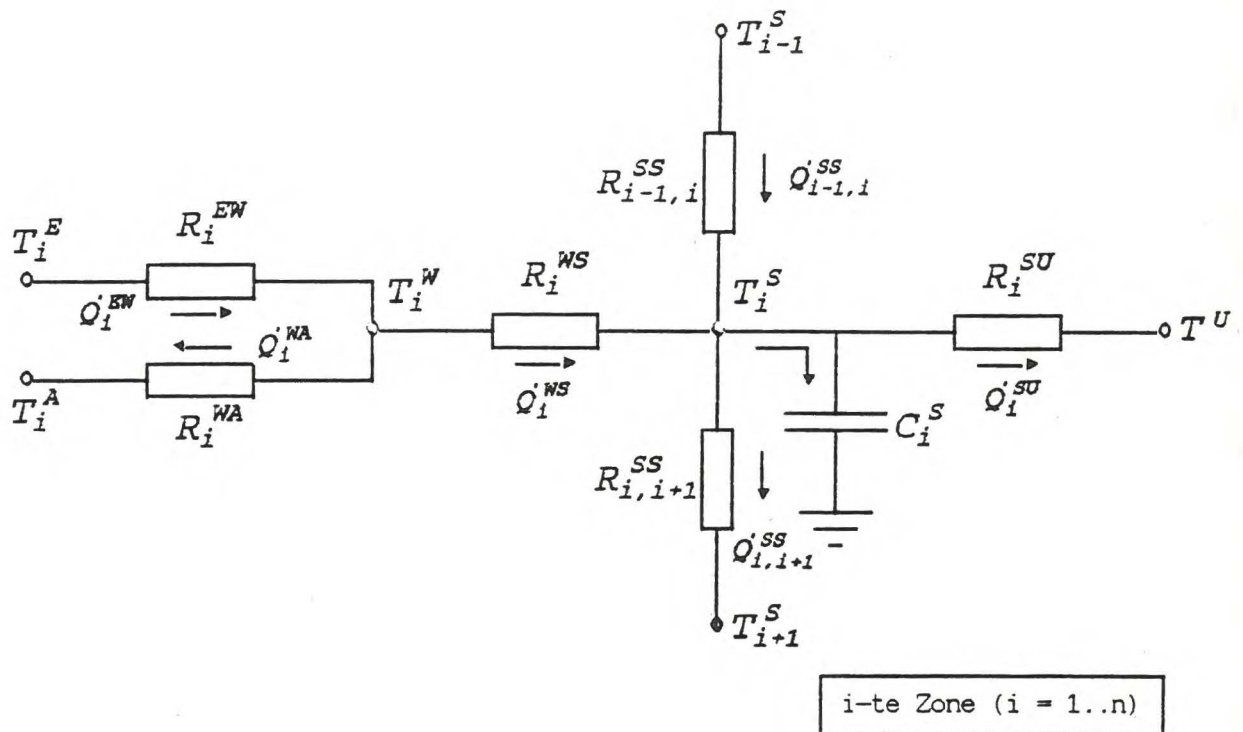 T_{i-1}^S
R_{i-1,i}^{SS}
Q̇_{i-1,i}^{SS}
T_i^E
R_i^{EW}
Q̇_i^{EW}
T_i^W
R_i^{WS}
Q̇_i^{WS}
T_i^S
R_i^{SU}
Q̇_i^{SU}
T^U
Q̇_i^{WA}
T_i^A
R_i^{WA}
C_i^S
R_{i,i+1}^{SS}
Q̇_{i,i+1}^{SS}
T_{i+1}^S
i-te Zone (i = 1..n)